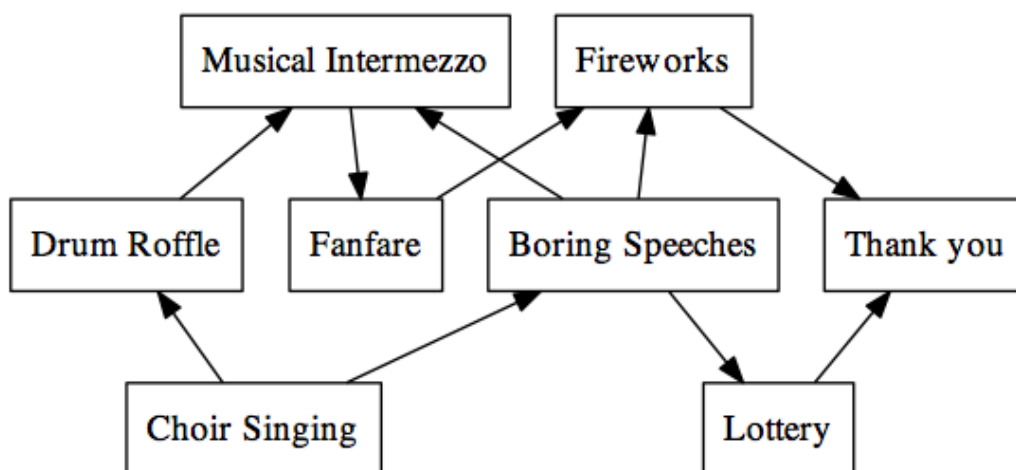 Musical Intermezzo
Fireworks
Drum Roffle
Fanfare
Boring Speeches
Thank you
Choir Singing
Lottery